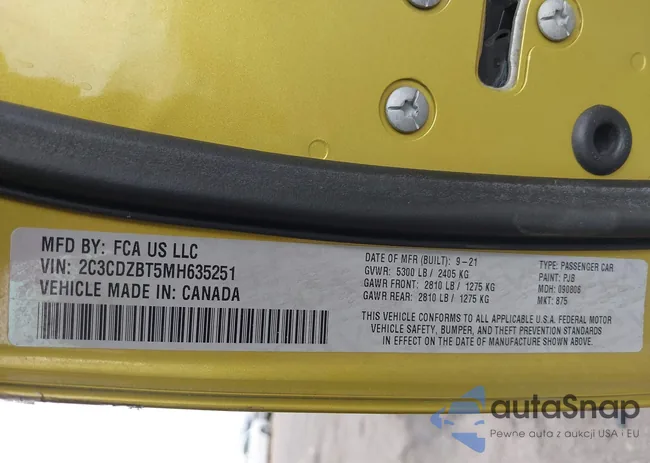 MFD BY: FCA US LLC
VIN: 2C3CDZBT5MH635251
VEHICLE MADE IN: CANADA
DATE OF MFR (BUILT): 9-21
GVWR: 5300 LB / 2405 KG
GAWR FRONT: 2810 LB / 1275 KG
GAWR REAR: 2810 LB / 1275 KG
TYPE: PASSENGER CAR
PAINT: PJB
MDH: 090806
MKT: 875
THIS VEHICLE CONFORMS TO ALL APPLICABLE U.S.A. FEDERAL MOTOR
VEHICLE SAFETY, BUMPER, AND THEFT PREVENTION STANDARDS
IN EFFECT ON THE DATE OF MANUFACTURE SHOWN ABOVE.
autaSnap
Pewne auta z aukcji USA i EU